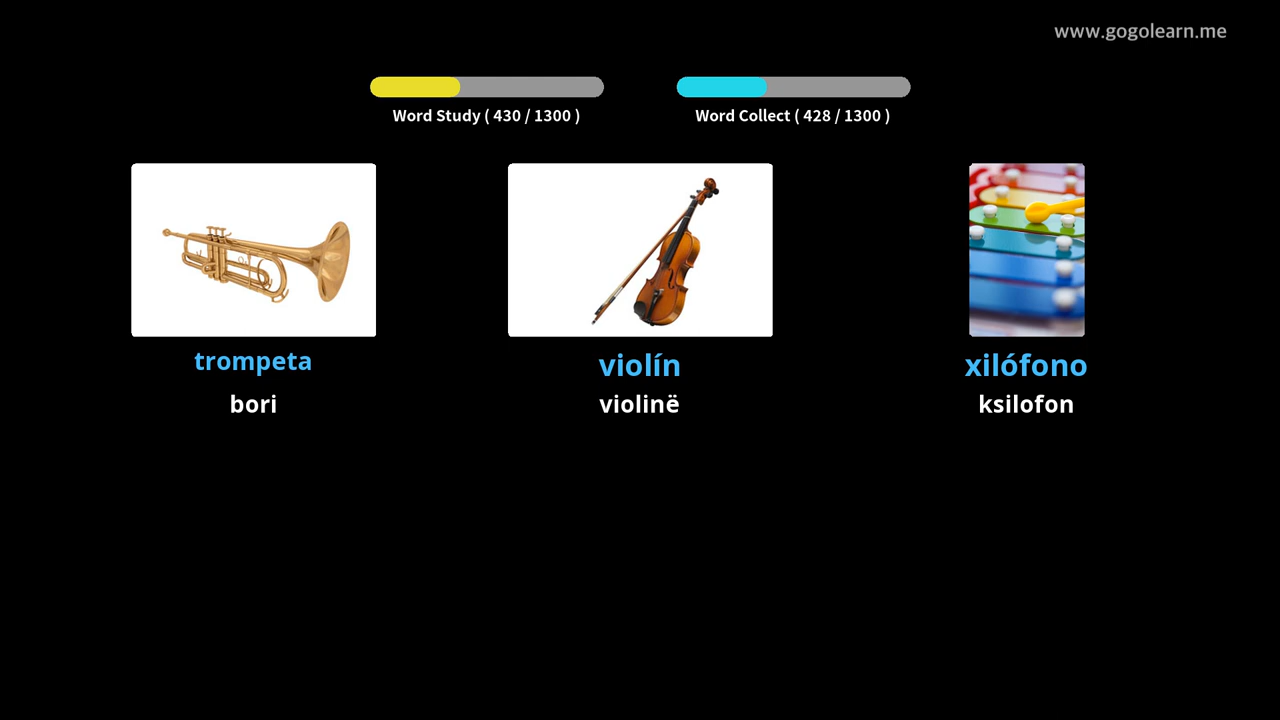 www.gogolearn.me
Word Study ( 430 / 1300 )
Word Collect ( 428 / 1300 )
trompeta
violín
xilófono
bori
violinë
ksilofon